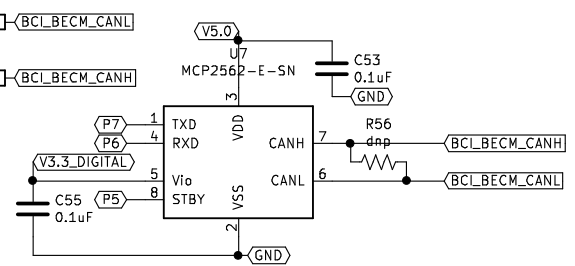 BCI_BECM_CANL
V5.0
U7
MCP2562-E-SN
C53
0.1uF
BCI_BECM_CANH
GND
3
VDD
R56
dnp
P7
1
TXD
P6
4
RXD
CANH
7
BCI_BECM_CANH
V3.3_DIGITAL
5
Vio
CANL
6
BCI_BECM_CANL
C55
0.1uF
P5
8
STBY
VSS
2
GND